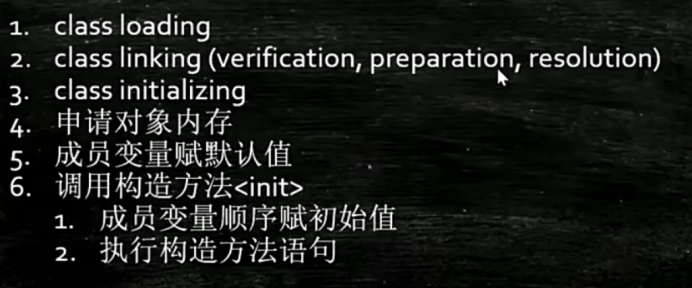 1. class loading
2. class linking (verification, preparation, resolution)
3. class initializing
4. 申请对象内存
5. 成员变量赋默认值
6. 调用构造方法<init>
1. 成员变量顺序赋初始值
2. 执行构造方法语句